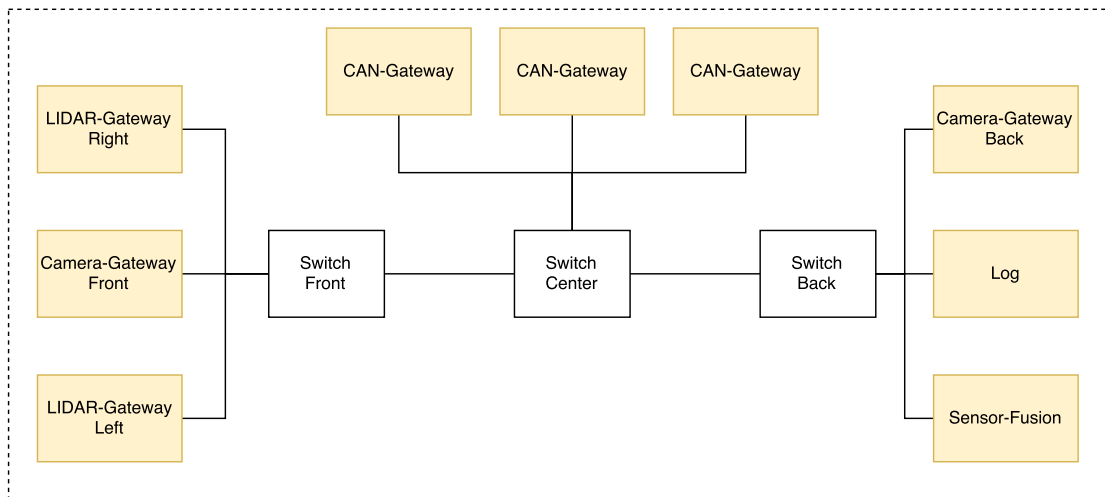 CAN-Gateway
CAN-Gateway
CAN-Gateway
LIDAR-Gateway
Right
Camera-Gateway
Back
Camera-Gateway
Front
Switch
Front
Switch
Center
Switch
Back
Log
LIDAR-Gateway
Left
Sensor-Fusion